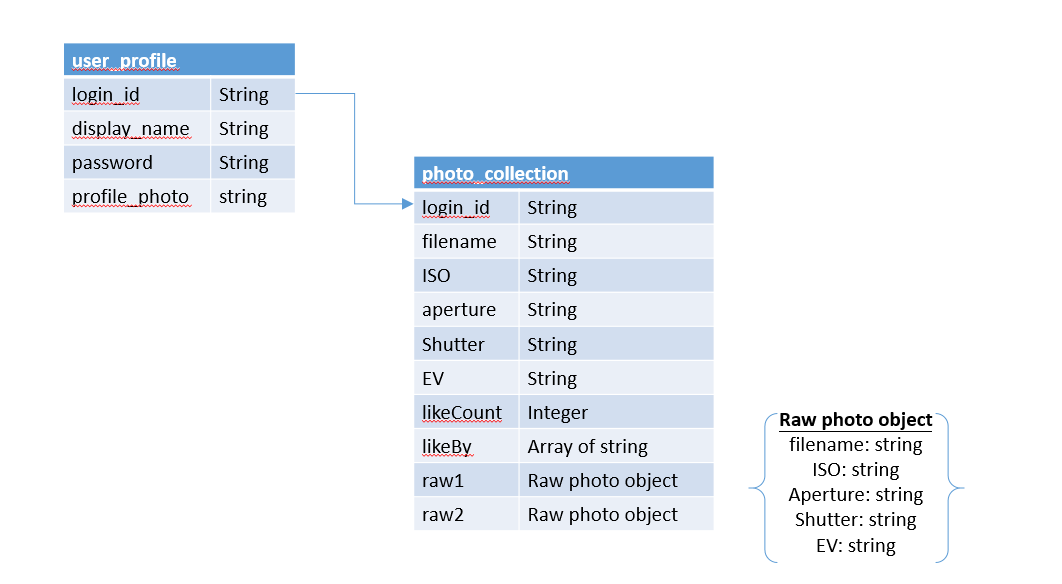 user_profile
login_id String
display_name String
password String
profile_photo string
photo_collection
login_id String
filename String
ISO String
aperture String
Shutter String
EV String
likeCount Integer
likeBy Array of string
raw1 Raw photo object
raw2 Raw photo object
Raw photo object
filename: string
ISO: string
Aperture: string
Shutter: string
EV: string